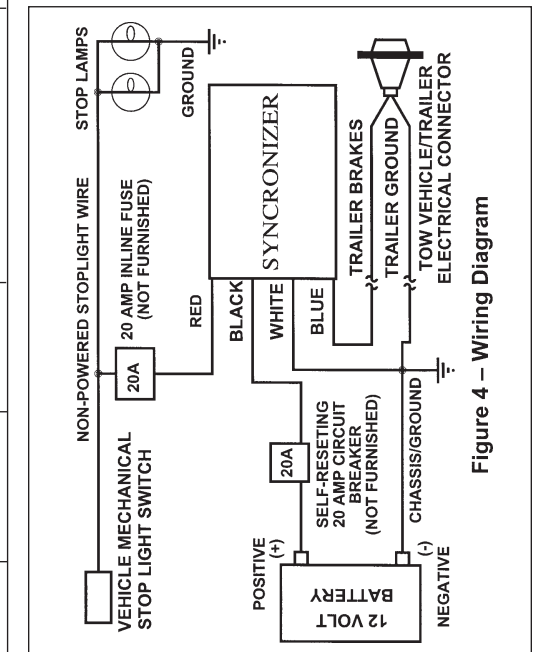 STOP LAMPS
GROUND
NON-POWERED STOPLIGHT WIRE
20 AMP INLINE FUSE
(NOT FURNISHED)
20A
VEHICLE MECHANICAL
STOP LIGHT SWITCH
SYNCRONIZER
RED
BLACK
WHITE
BLUE
TRAILER BRAKES
TRAILER GROUND
TOW VEHICLE/TRAILER
ELECTRICAL CONNECTOR
20A
SELF-RESETING
20 AMP CIRCUIT
BREAKER
(NOT FURNISHED)
CHASSIS/GROUND
POSITIVE
(+)
12 VOLT
BATTERY
(-)
NEGATIVE
Figure 4 – Wiring Diagram